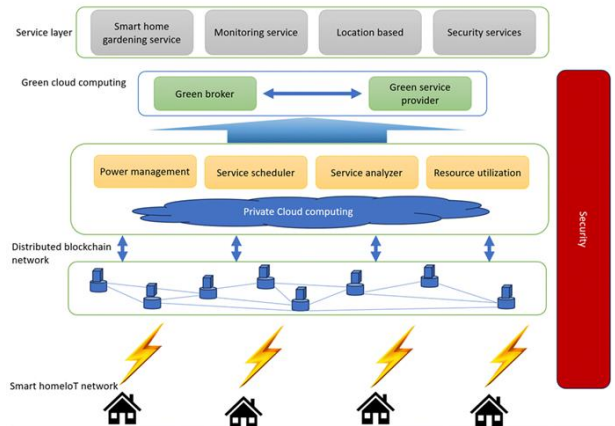 Service layer
Smart home
gardening service
Monitoring service
Location based
Security services
Green cloud computing
Green broker
Green service
provider
Power management
Service scheduler
Service analyzer
Resource utilization
Private Cloud computing
Security
Distributed blockchain
network
Smart homeIoT network